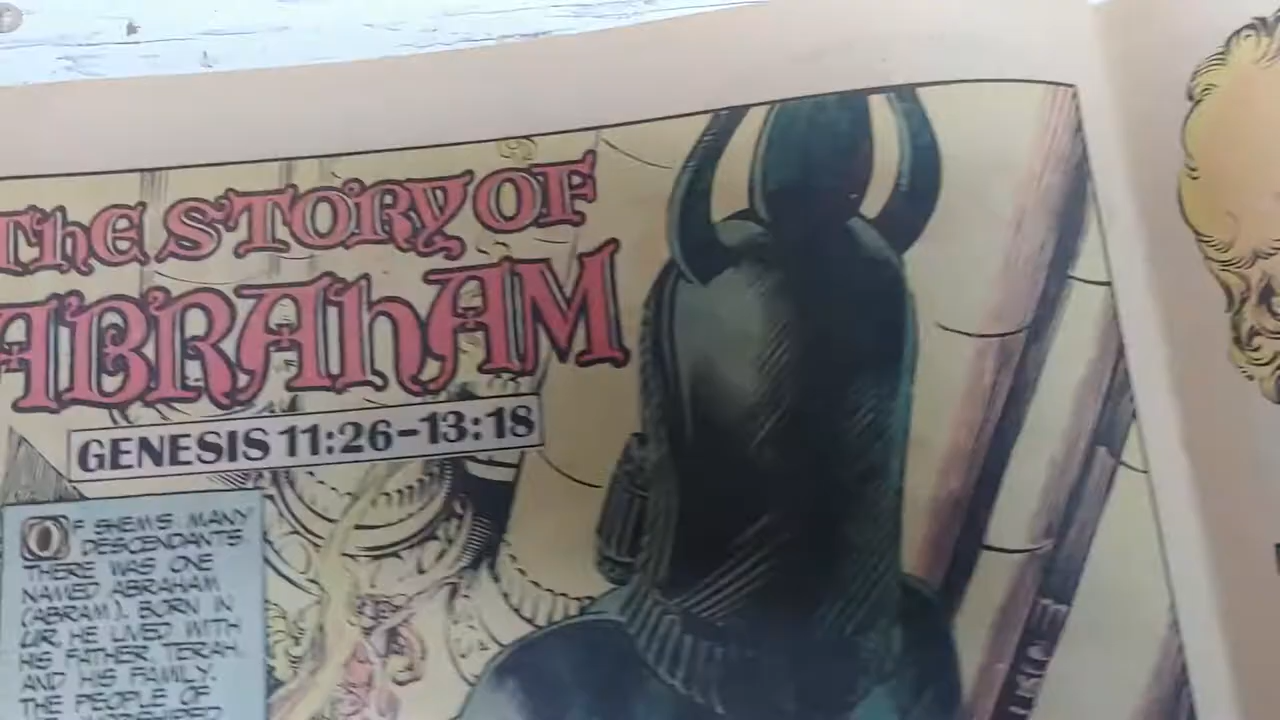 THE STORY OF
ABRAHAM
GENESIS 11:26-13:18
OF SHEM'S MANY
DESCENDANTS
THERE WAS ONE
NAMED ABRAHAM
(ABRAM). BORN IN
UR, HE LIVED WITH
HIS FATHER, TERAH,
AND HIS FAMILY.
THE PEOPLE OF